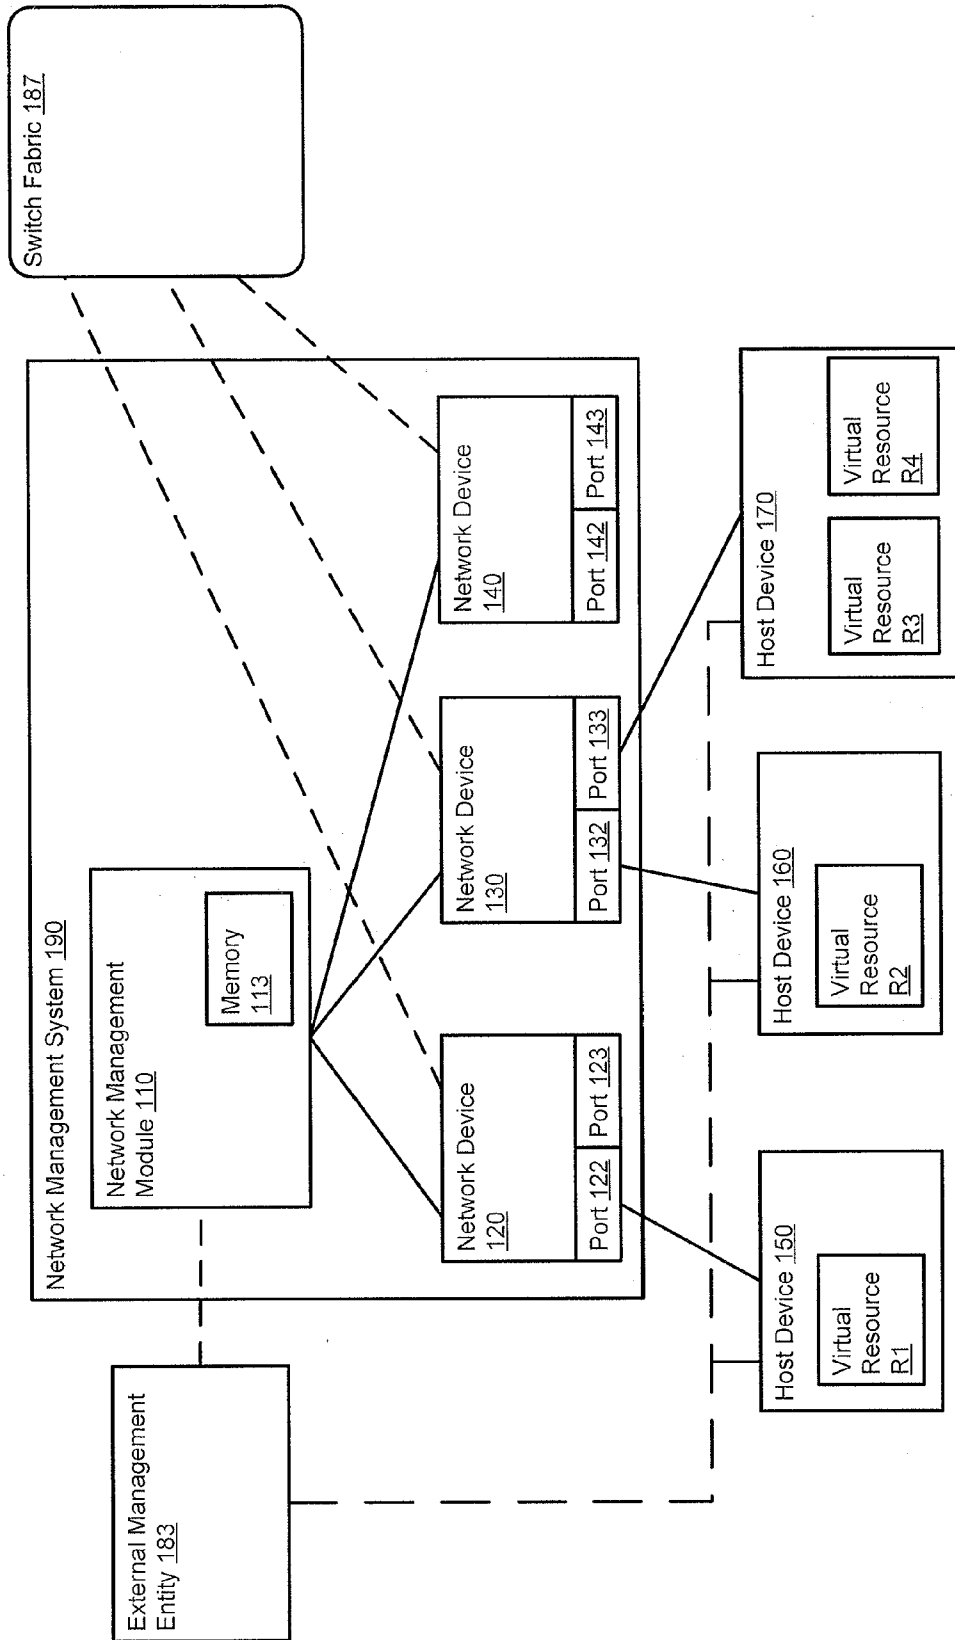 External Management
Entity 183
Network Management System 190
Network Management
Module 110
Memory
113
Switch Fabric 187
Network Device
120
Port 122
Port 123
Network Device
130
Port 132
Port 133
Network Device
140
Port 142
Port 143
Host Device 150
Virtual
Resource
R1
Host Device 160
Virtual
Resource
R2
Host Device 170
Virtual
Resource
R3
Virtual
Resource
R4